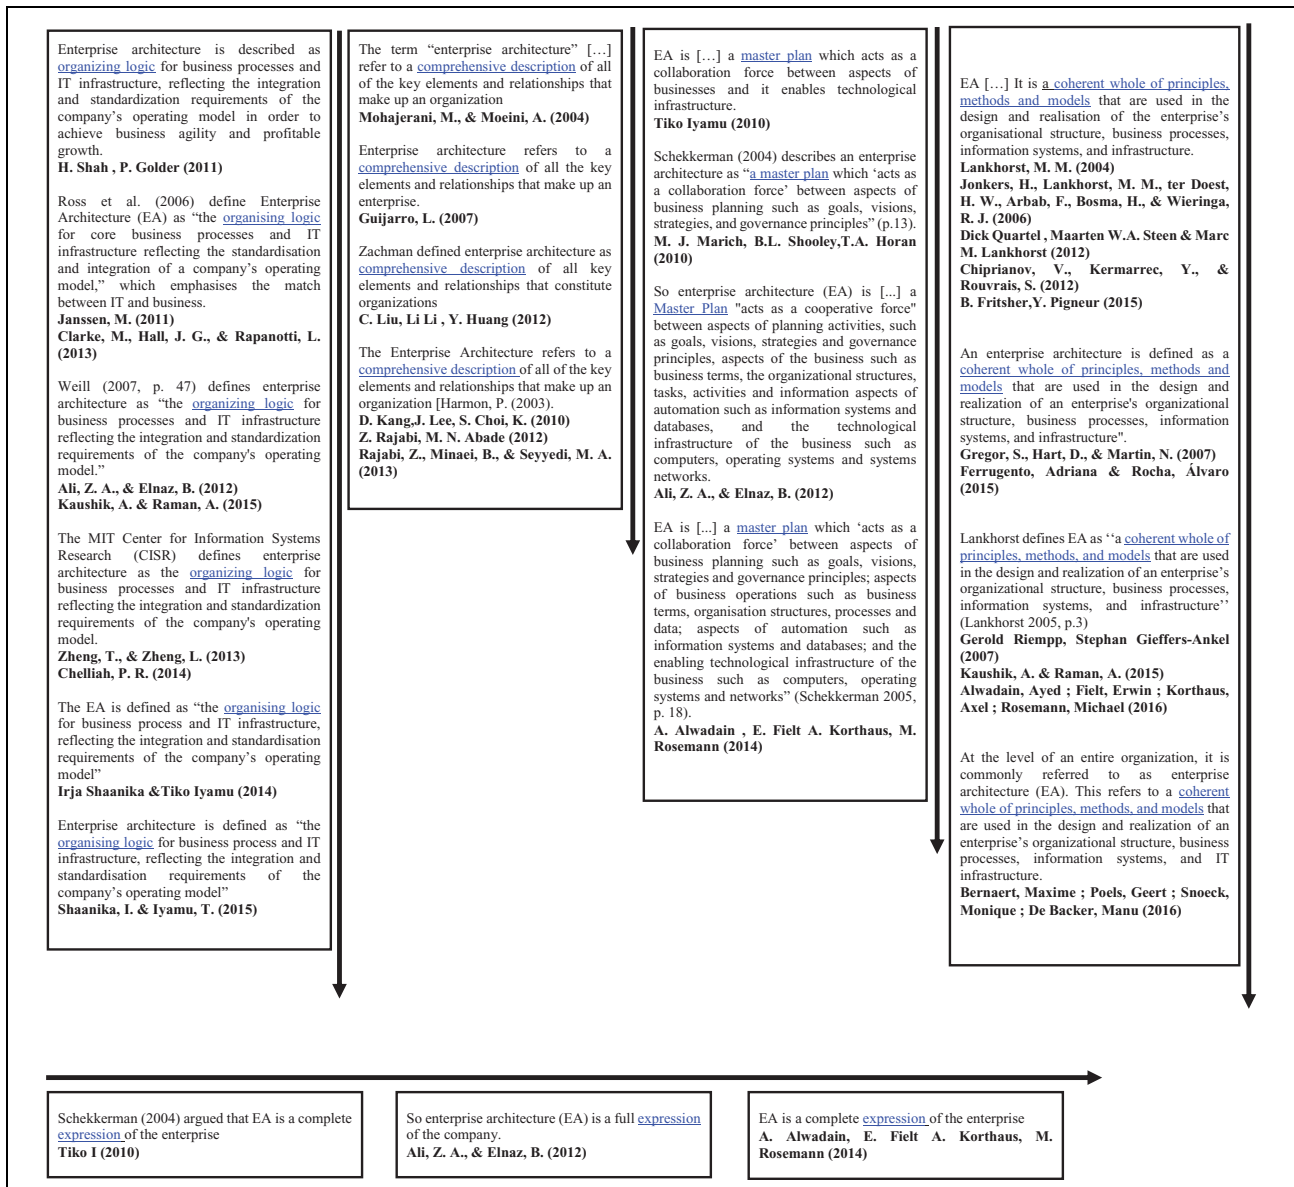 Enterprise architecture is described as
organizing logic for business processes and
IT infrastructure, reflecting the integration
and standardization requirements of the
company's operating model in order to
achieve business agility and profitable
growth.
H. Shah , P. Golder (2011)
Ross et al. (2006) define Enterprise
Architecture (EA) as “the organising logic
for core business processes and IT
infrastructure reflecting the standardisation
and integration of a company's operating
model,” which emphasises the match
between IT and business.
Janssen, M. (2011)
Clarke, M., Hall, J. G., & Rapanotti, L.
(2013)
Weill (2007, p. 47) defines enterprise
architecture as “the organizing logic for
business processes and IT infrastructure
reflecting the integration and standardization
requirements of the company's operating
model.”
Ali, Z. A., & Elnaz, B. (2012)
Kaushik, A. & Raman, A. (2015)
The MIT Center for Information Systems
Research (CISR) defines enterprise
architecture as the organizing logic for
business processes and IT infrastructure
reflecting the integration and standardization
requirements of the company's operating
model.
Zheng, T., & Zheng, L. (2013)
Chelliah, P. R. (2014)
The EA is defined as “the organising logic
for business process and IT infrastructure,
reflecting the integration and standardisation
requirements of the company's operating
model”
Irja Shaanika &Tiko Iyamu (2014)
Enterprise architecture is defined as “the
organising logic for business process and IT
infrastructure, reflecting the integration and
standardisation requirements of the
company's operating model”
Shaanika, I. & Iyamu, T. (2015)
The term “enterprise architecture” […]
refer to a comprehensive description of all
of the key elements and relationships that
make up an organization
Mohajerani, M., & Moeini, A. (2004)
Enterprise architecture refers to a
comprehensive description of all the key
elements and relationships that make up an
enterprise.
Guijarro, L. (2007)
Zachman defined enterprise architecture as
comprehensive description of all key
elements and relationships that constitute
organizations
C. Liu, Li Li , Y. Huang (2012)
The Enterprise Architecture refers to a
comprehensive description of all of the key
elements and relationships that make up an
organization [Harmon, P. (2003).
D. Kang,J. Lee, S. Choi, K. (2010)
Z. Rajabi, M. N. Abade (2012)
Rajabi, Z., Minaei, B., & Seyyedi, M. A.
(2013)
EA is […] a master plan which acts as a
collaboration force between aspects of
businesses and it enables technological
infrastructure.
Tiko Iyamu (2010)
Schekkerman (2004) describes an enterprise
architecture as “a master plan which ‘acts as
a collaboration force’ between aspects of
business planning such as goals, visions,
strategies, and governance principles” (p.13).
M. J. Marich, B.L. Shooley,T.A. Horan
(2010)
So enterprise architecture (EA) is [...] a
Master Plan "acts as a cooperative force"
between aspects of planning activities, such
as goals, visions, strategies and governance
principles, aspects of the business such as
business terms, the organizational structures,
tasks, activities and information aspects of
automation such as information systems and
databases, and the technological
infrastructure of the business such as
computers, operating systems and systems
networks.
Ali, Z. A., & Elnaz, B. (2012)
EA is [...] a master plan which ‘acts as a
collaboration force’ between aspects of
business planning such as goals, visions,
strategies and governance principles; aspects
of business operations such as business
terms, organisation structures, processes and
data; aspects of automation such as
information systems and databases; and the
enabling technological infrastructure of the
business such as computers, operating
systems and networks” (Schekkerman 2005,
p. 18).
A. Alwadain , E. Fielt A. Korthaus, M.
Rosemann (2014)
EA […] It is a coherent whole of principles,
methods and models that are used in the
design and realisation of the enterprise's
organisational structure, business processes,
information systems, and infrastructure.
Lankhorst, M. M. (2004)
Jonkers, H., Lankhorst, M. M., ter Doest,
H. W., Arbab, F., Bosma, H., & Wieringa,
R. J. (2006)
Dick Quartel , Maarten W.A. Steen & Marc
M. Lankhorst (2012)
Chiprianov, V., Kermarrec, Y., &
Rouvrais, S. (2012)
B. Fritsher,Y. Pigneur (2015)
An enterprise architecture is defined as a
coherent whole of principles, methods and
models that are used in the design and
realization of an enterprise's organizational
structure, business processes, information
systems, and infrastructure".
Gregor, S., Hart, D., & Martin, N. (2007)
Ferrugento, Adriana & Rocha, Álvaro
(2015)
Lankhorst defines EA as ‘‘a coherent whole of
principles, methods, and models that are used
in the design and realization of an enterprise’s
organizational structure, business processes,
information systems, and infrastructure’’
(Lankhorst 2005, p.3)
Gerold Riempp, Stephan Gieffers-Ankel
(2007)
Kaushik, A. & Raman, A. (2015)
Alwadain, Ayed ; Fielt, Erwin ; Korthaus,
Axel ; Rosemann, Michael (2016)
At the level of an entire organization, it is
commonly referred to as enterprise
architecture (EA). This refers to a coherent
whole of principles, methods, and models that
are used in the design and realization of an
enterprise’s organizational structure, business
processes, information systems, and IT
infrastructure.
Bernaert, Maxime ; Poels, Geert ; Snoeck,
Monique ; De Backer, Manu (2016)
Schekkerman (2004) argued that EA is a complete
expression of the enterprise
Tiko I (2010)
So enterprise architecture (EA) is a full expression
of the company.
Ali, Z. A., & Elnaz, B. (2012)
EA is a complete expression of the enterprise
A. Alwadain, E. Fielt A. Korthaus, M.
Rosemann (2014)